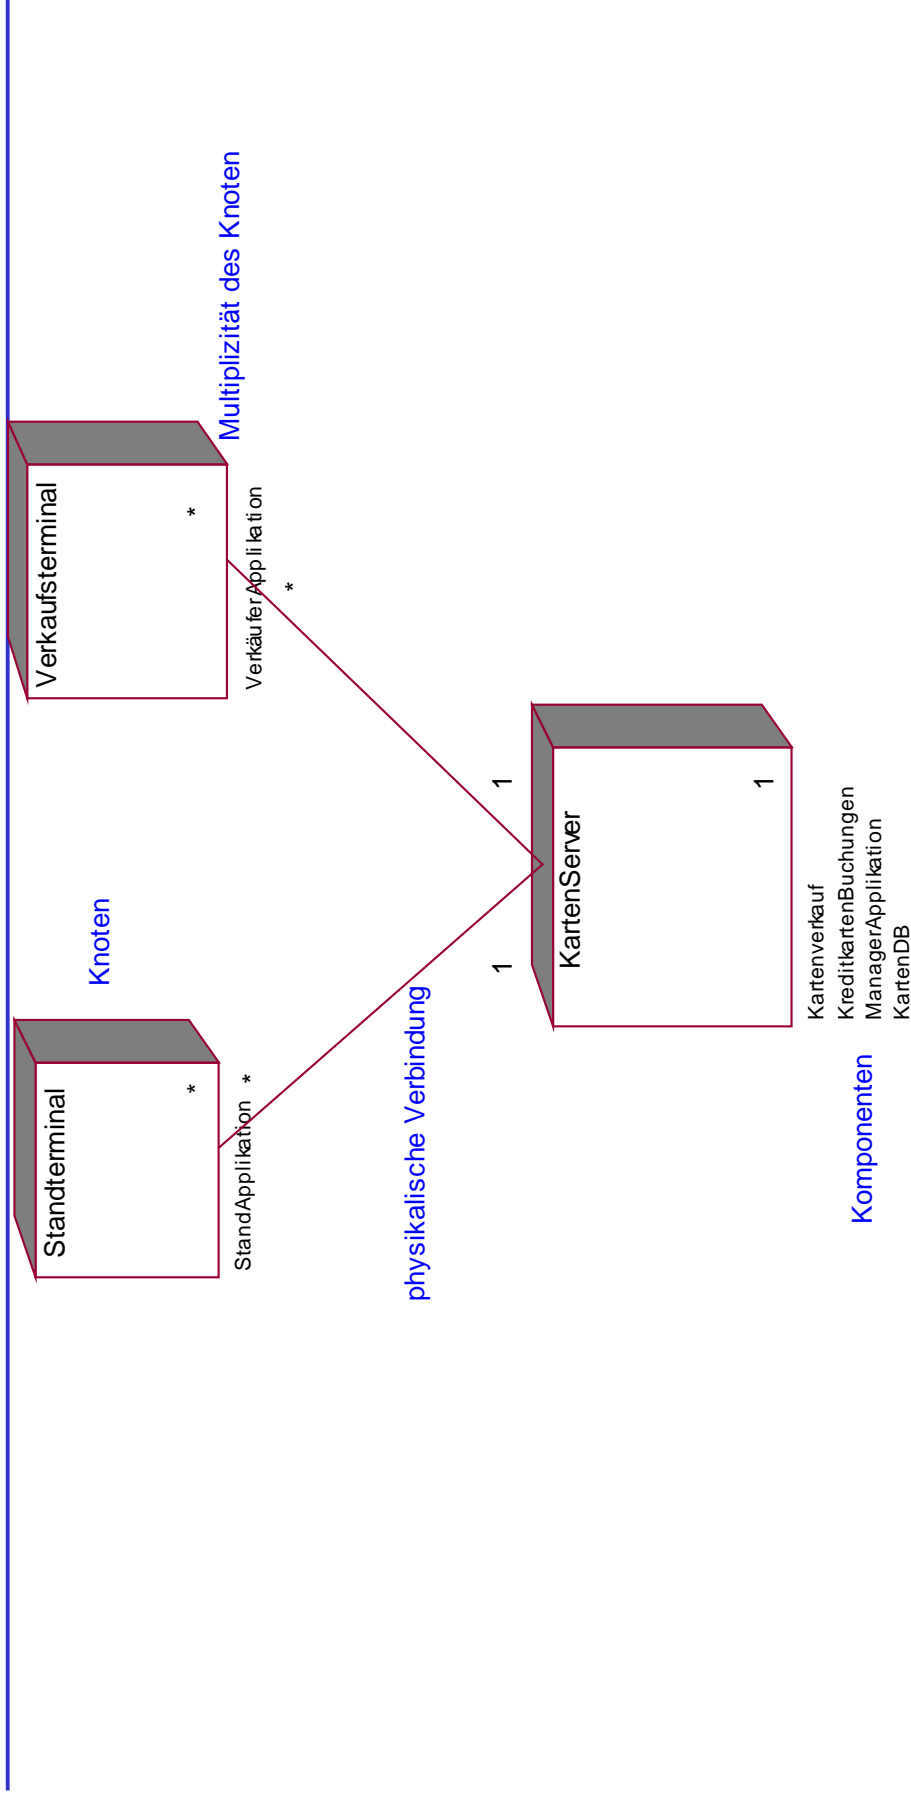 Standterminal
*
StandApplikation
*
Knoten
Verkaufsterminal
*
VerkäuferApplikation
*
Multiplizität des Knoten
physikalische Verbindung
1
1
KartenServer
1
Kartenverkauf
KreditkartenBuchungen
ManagerApplikation
KartenDB
Komponenten